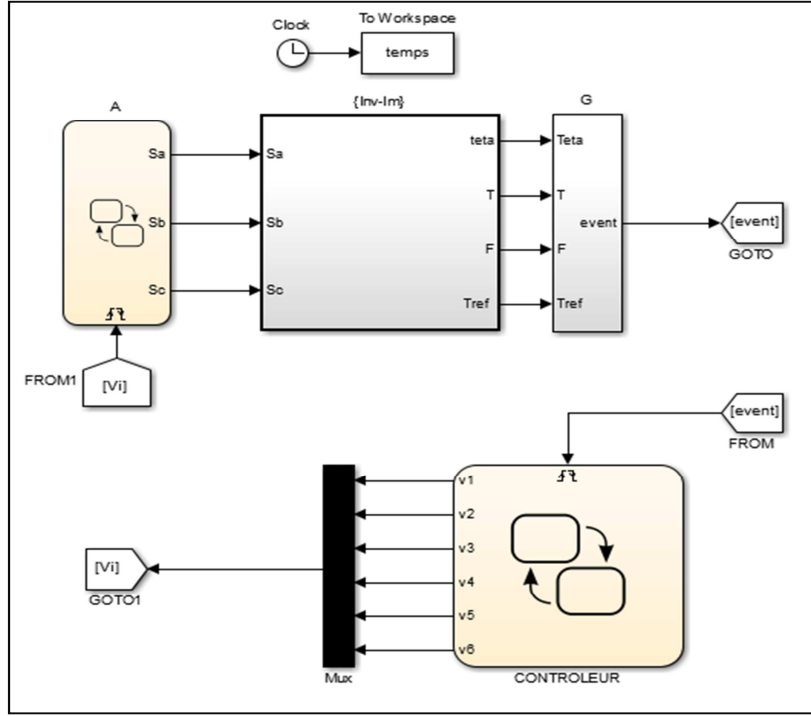 Clock
To Workspace
temps
A
{Inv-Im}
G
Sa
Sa
teta
Teta
T
T
Sb
Sb
event
[event]
F
F
GOTO
Sc
Sc
Tref
Tref
FROM1
[Vi]
[event]
FROM
v1
v2
v3
v4
v5
v6
[Vi]
GOTO1
Mux
CONTROLEUR